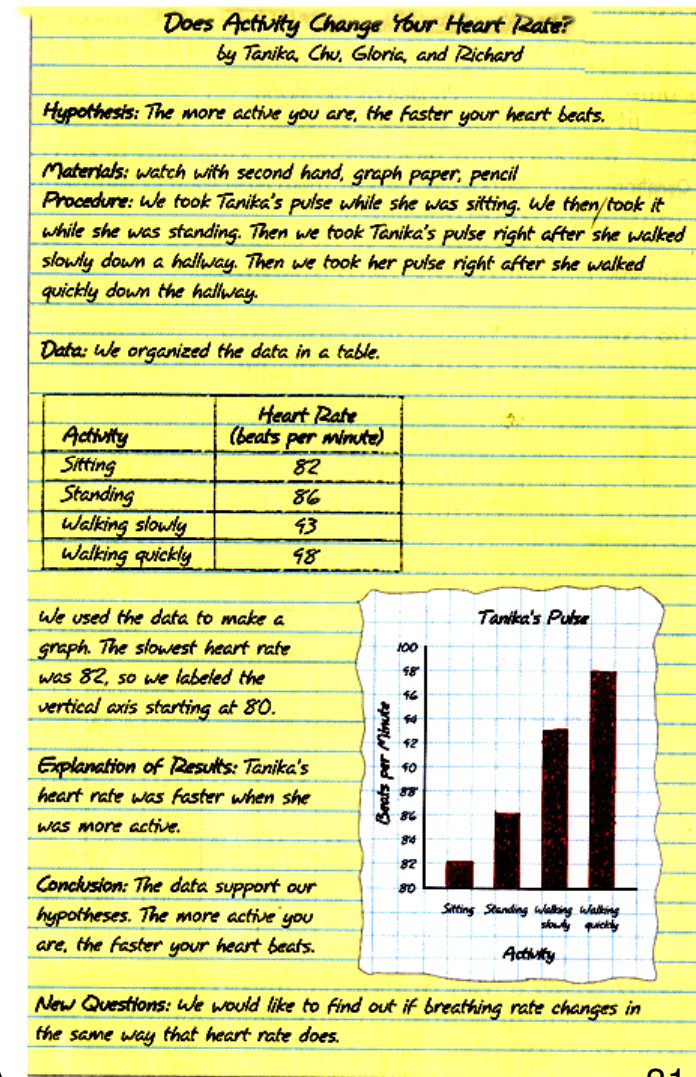 Does Activity Change Your Heart Rate?
by Tanika, Chu, Gloria, and Richard
Hypothesis: The more active you are, the faster your heart beats.
Materials: watch with second hand, graph paper, pencil
Procedure: We took Tanika's pulse while she was sitting. We then took it
while she was standing. Then we took Tanika's pulse right after she walked
slowly down a hallway. Then we took her pulse right after she walked
quickly down the hallway.
Data: We organized the data in a table.
Activity Heart Rate
(beats per minute)
Sitting 82
Standing 86
Walking slowly 93
Walking quickly 98
We used the data to make a
graph. The slowest heart rate
was 82, so we labeled the
vertical axis starting at 80.
Explanation of Results: Tanika's
heart rate was faster when she
was more active.
Conclusion: The data support our
hypotheses. The more active you
are, the faster your heart beats.
Tanika's Pulse
Beats per Minute
100
98
96
94
92
90
88
86
84
82
80
Sitting Standing Walking slowly Walking quickly
Activity
New Questions: We would like to find out if breathing rate changes in
the same way that heart rate does.